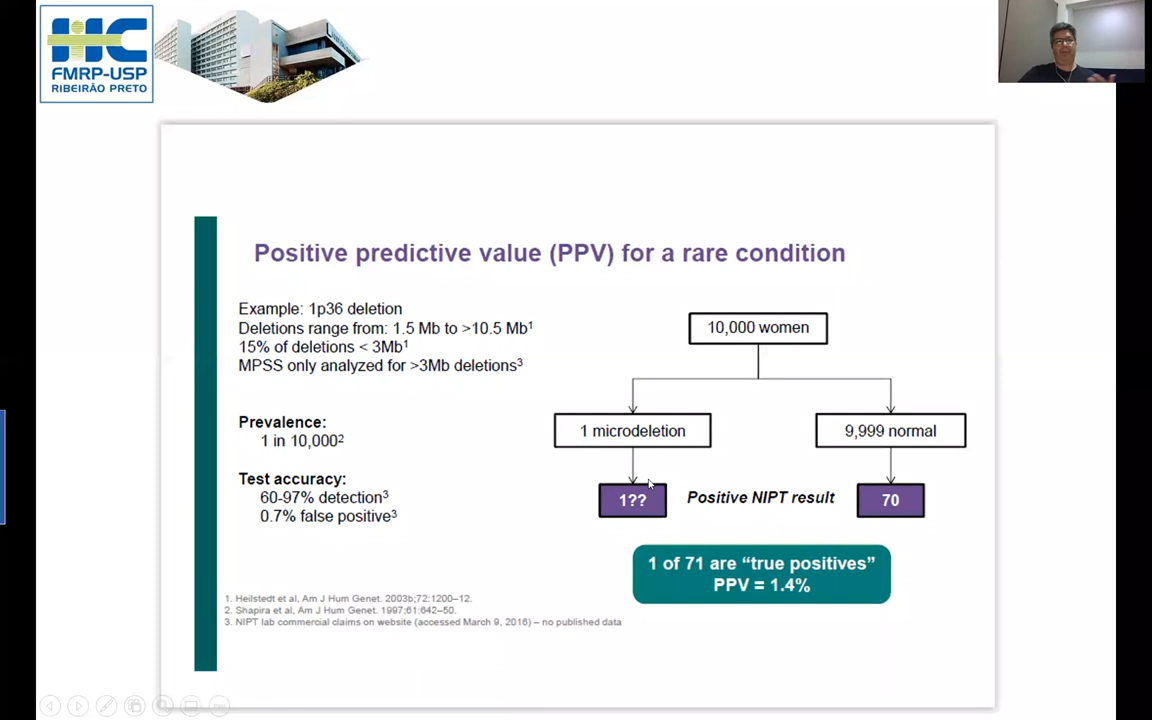 HC
FMRP-USP
RIBEIRÃO PRETO
Positive predictive value (PPV) for a rare condition
Example: 1p36 deletion
Deletions range from: 1.5 Mb to >10.5 Mb¹
15% of deletions < 3Mb¹
MPSS only analyzed for >3Mb deletions³
Prevalence:
1 in 10,000²
Test accuracy:
60-97% detection³
0.7% false positive³
10,000 women
1 microdeletion
9,999 normal
1??
Positive NIPT result
70
1 of 71 are “true positives”
PPV = 1.4%
1. Heilstedt et al, Am J Hum Genet. 2003b;72:1200–12.
2. Shapira et al, Am J Hum Genet. 1997;61:642–50.
3. NIPT lab commercial claims on website (accessed March 9, 2016) – no published data